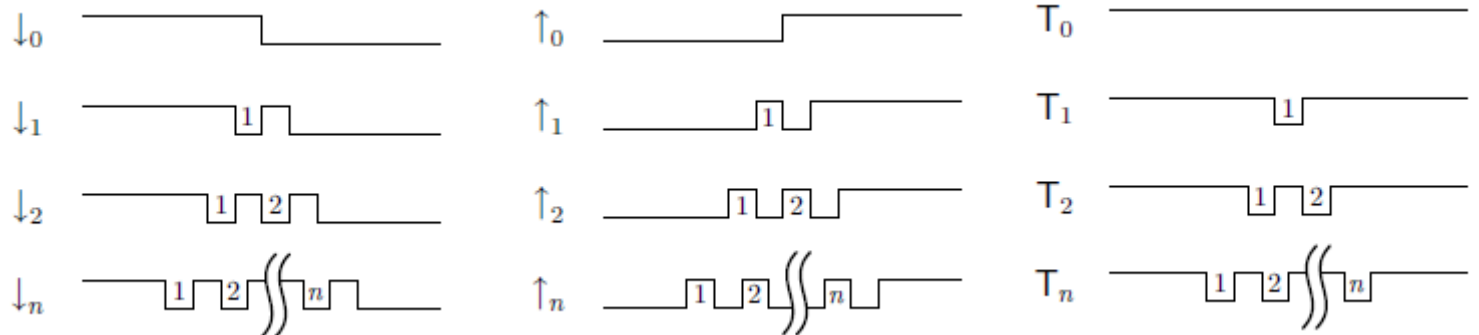 ↓₀ ↑₀ T₀
↓₁ 1 ↑₁ 1 T₁ 1
↓₂ 1 2 ↑₂ 1 2 T₂ 1 2
↓ₙ 1 2 n ↑ₙ 1 2 n Tₙ 1 2 n